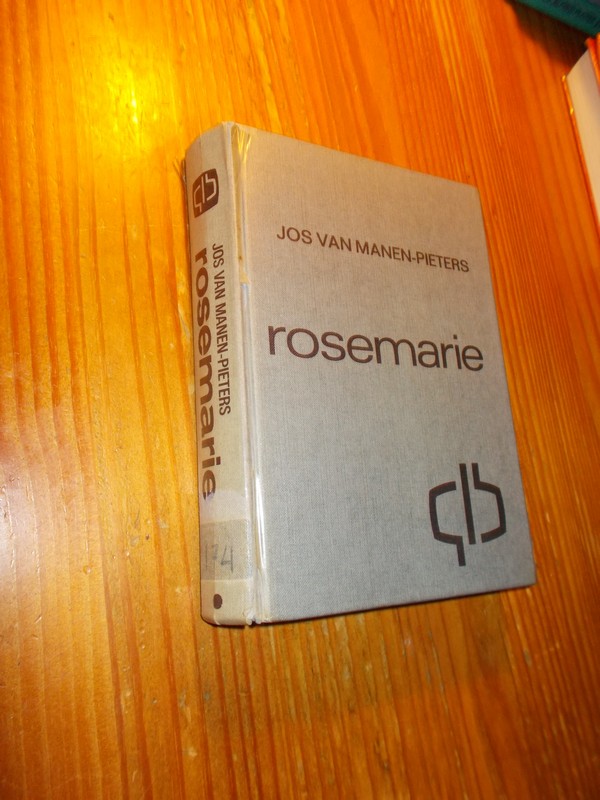 JOS VAN MANEN-PIETERS
rosemarie
JOS VAN MANEN-PIETERS
rosemarie
174